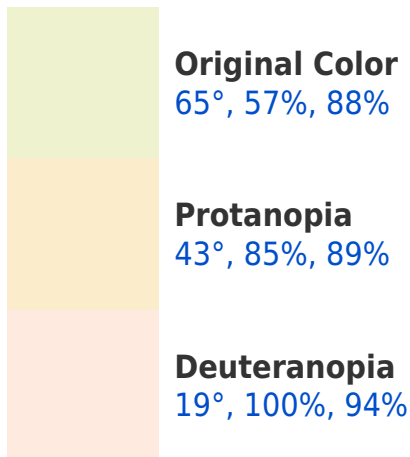 Original Color
65°, 57%, 88%
Protanopia
43°, 85%, 89%
Deuteranopia
19°, 100%, 94%